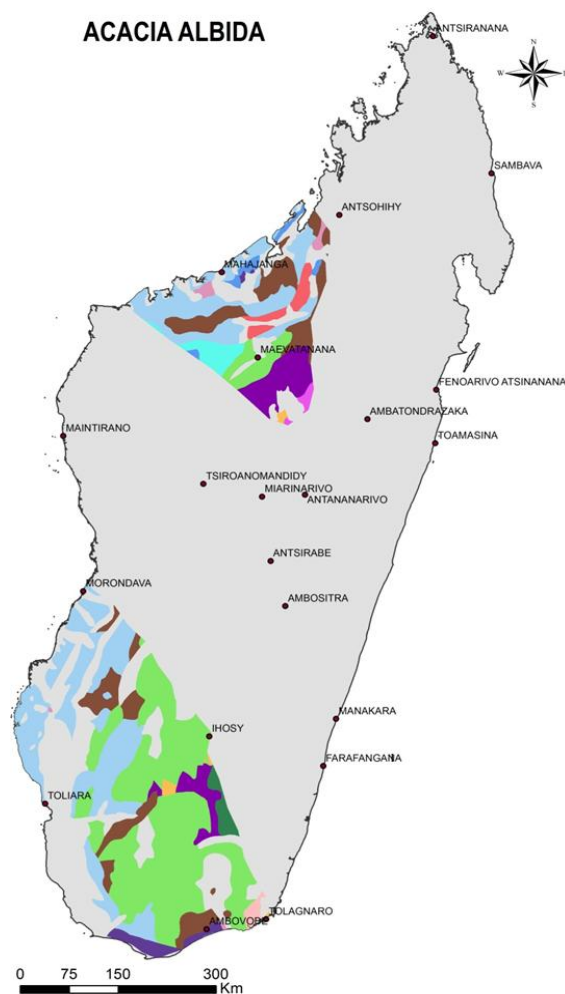 ACACIA ALBIDA
ANTSIRANANA
N
W E
S
SAMBAVA
ANTSOHIHY
MAHAJANGA
MAEVATANANA
FENOARIVO ATSINANANA
AMBATONDRAZAKA
MAINTIRANO
TOAMASINA
TSIROANOMANDIDY
MIARINARIVO
ANTANANARIVO
ANTSIRABE
MORONDAVA
AMBOSITRA
MANAKARA
IHOSY
FARAFANGANA
TOLIARA
TOLAGNARO
AMBOVOBE
0 75 150 300
Km